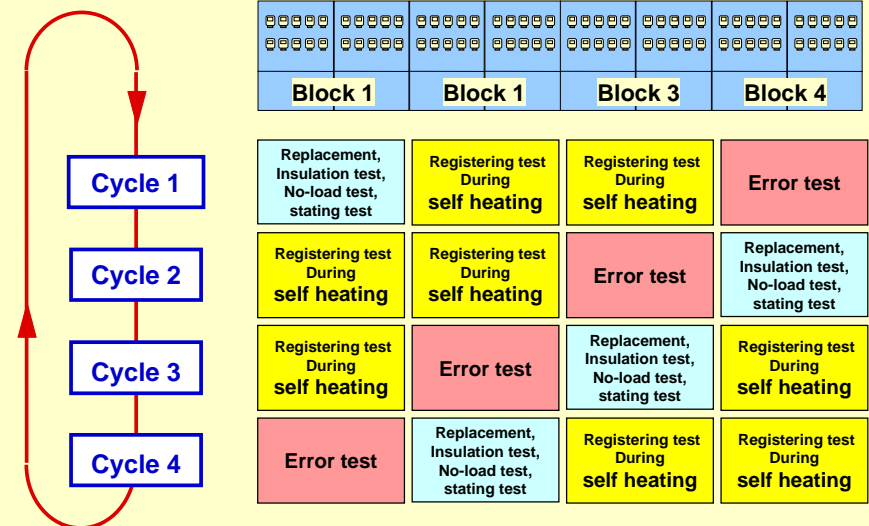 Block 1
Block 1
Block 3
Block 4
Cycle 1
Replacement,
Insulation test,
No-load test,
stating test
Registering test
During
self heating
Registering test
During
self heating
Error test
Cycle 2
Registering test
During
self heating
Registering test
During
self heating
Error test
Replacement,
Insulation test,
No-load test,
stating test
Cycle 3
Registering test
During
self heating
Error test
Replacement,
Insulation test,
No-load test,
stating test
Registering test
During
self heating
Cycle 4
Error test
Replacement,
Insulation test,
No-load test,
stating test
Registering test
During
self heating
Registering test
During
self heating